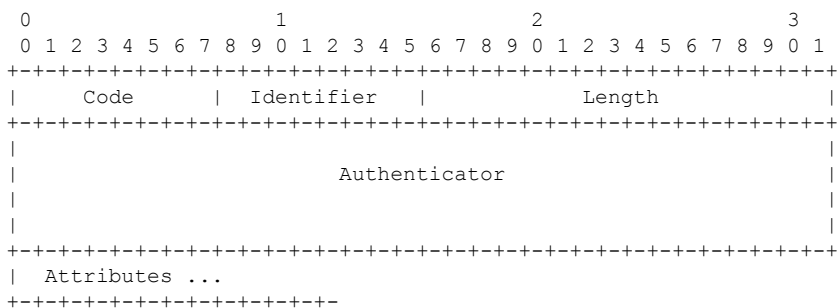 0                   1                   2                   3
 0 1 2 3 4 5 6 7 8 9 0 1 2 3 4 5 6 7 8 9 0 1 2 3 4 5 6 7 8 9 0 1
+-+-+-+-+-+-+-+-+-+-+-+-+-+-+-+-+-+-+-+-+-+-+-+-+-+-+-+-+-+-+-+-+
|     Code      |  Identifier   |            Length             |
+-+-+-+-+-+-+-+-+-+-+-+-+-+-+-+-+-+-+-+-+-+-+-+-+-+-+-+-+-+-+-+-+
|                                                               |
|                         Authenticator                         |
|                                                               |
|                                                               |
+-+-+-+-+-+-+-+-+-+-+-+-+-+-+-+-+-+-+-+-+-+-+-+-+-+-+-+-+-+-+-+-+
|  Attributes ...
+-+-+-+-+-+-+-+-+-+-+-+-+-